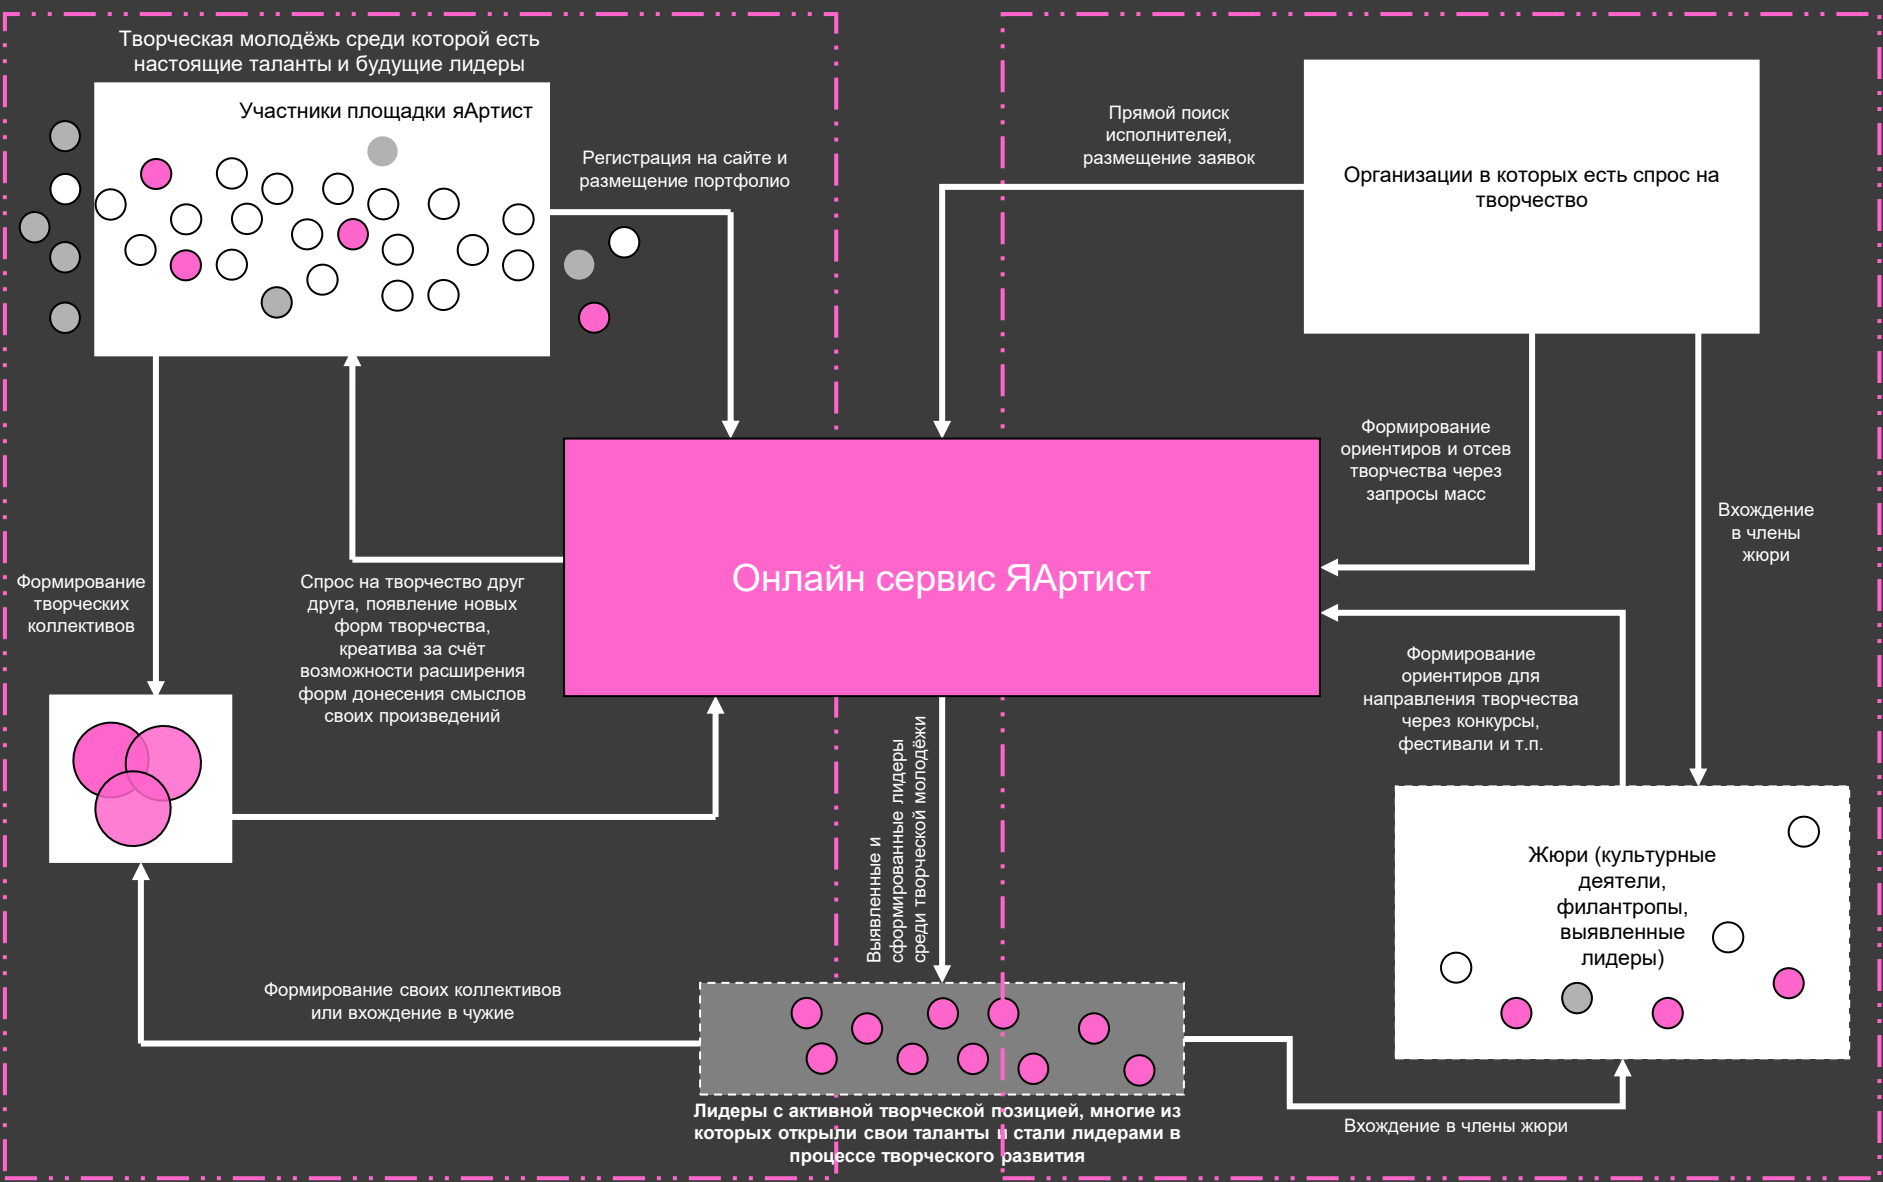 Творческая молодёжь среди которой есть
настоящие таланты и будущие лидеры
Участники площадки яАртист
Регистрация на сайте и
размещение портфолио
Прямой поиск
исполнителей,
размещение заявок
Организации в которых есть спрос на
творчество
Формирование
ориентиров и отсев
творчества через
запросы масс
Вхождение
в члены
жюри
Онлайн сервис ЯАртист
Формирование
творческих
коллективов
Спрос на творчество друг
друга, появление новых
форм творчества,
креатива за счёт
возможности расширения
форм донесения смыслов
своих произведений
Формирование
ориентиров для
направления творчества
через конкурсы,
фестивали и т.п.
Выявленные и
сформированные лидеры
среди творческой молодёжи
Жюри (культурные
деятели,
филантропы,
выявленные
лидеры)
Формирование своих коллективов
или вхождение в чужие
Лидеры с активной творческой позицией, многие из
которых открыли свои таланты и стали лидерами в
процессе творческого развития
Вхождение в члены жюри